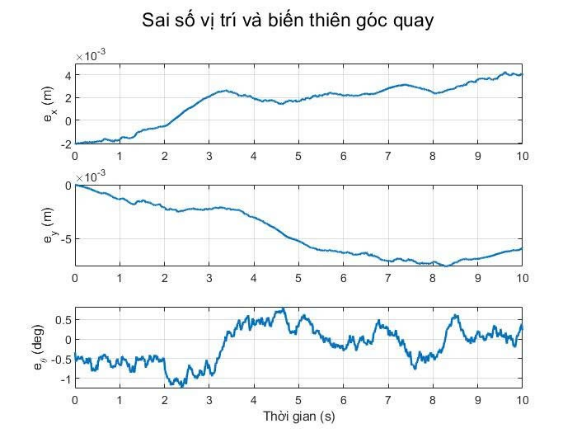 Sai số vị trí và biến thiên góc quay
×10⁻³
4
2
0
-2
e_x (m)
0 1 2 3 4 5 6 7 8 9 10
×10⁻³
0
-5
e_y (m)
0 1 2 3 4 5 6 7 8 9 10
0.5
0
-0.5
-1
e_θ (deg)
0 1 2 3 4 5 6 7 8 9 10
Thời gian (s)